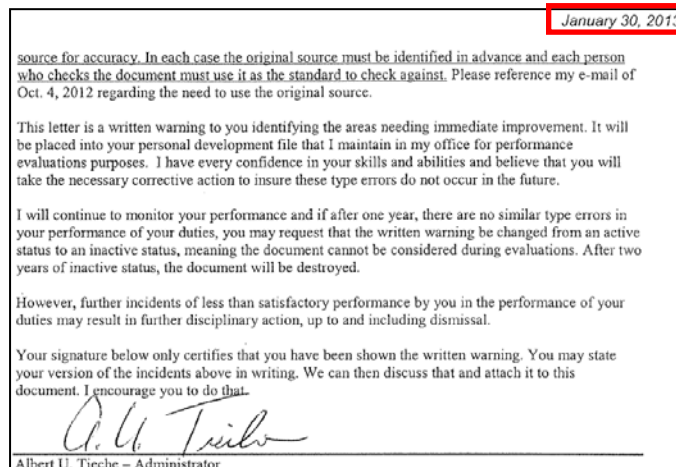 January 30, 2013
source for accuracy. In each case the original source must be identified in advance and each person
who checks the document must use it as the standard to check against. Please reference my e-mail of
Oct. 4, 2012 regarding the need to use the original source.
This letter is a written warning to you identifying the areas needing immediate improvement. It will
be placed into your personal development file that I maintain in my office for performance
evaluations purposes. I have every confidence in your skills and abilities and believe that you will
take the necessary corrective action to insure these type errors do not occur in the future.
I will continue to monitor your performance and if after one year, there are no similar type errors in
your performance of your duties, you may request that the written warning be changed from an active
status to an inactive status, meaning the document cannot be considered during evaluations. After two
years of inactive status, the document will be destroyed.
However, further incidents of less than satisfactory performance by you in the performance of your
duties may result in further disciplinary action, up to and including dismissal.
Your signature below only certifies that you have been shown the written warning. You may state
your version of the incidents above in writing. We can then discuss that and attach it to this
document. I encourage you to do that.
A. U. Tieche
Albert U. Tieche – Administrator